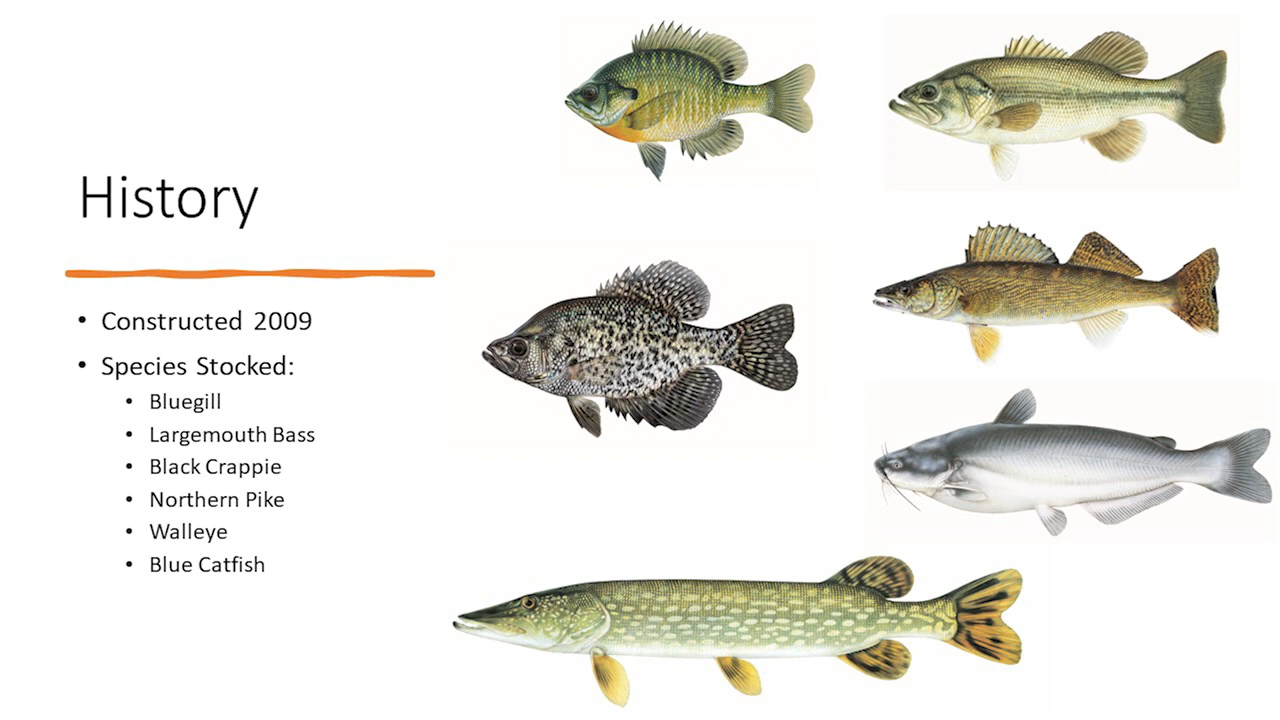 History
• Constructed 2009
• Species Stocked:
• Bluegill
• Largemouth Bass
• Black Crappie
• Northern Pike
• Walleye
• Blue Catfish